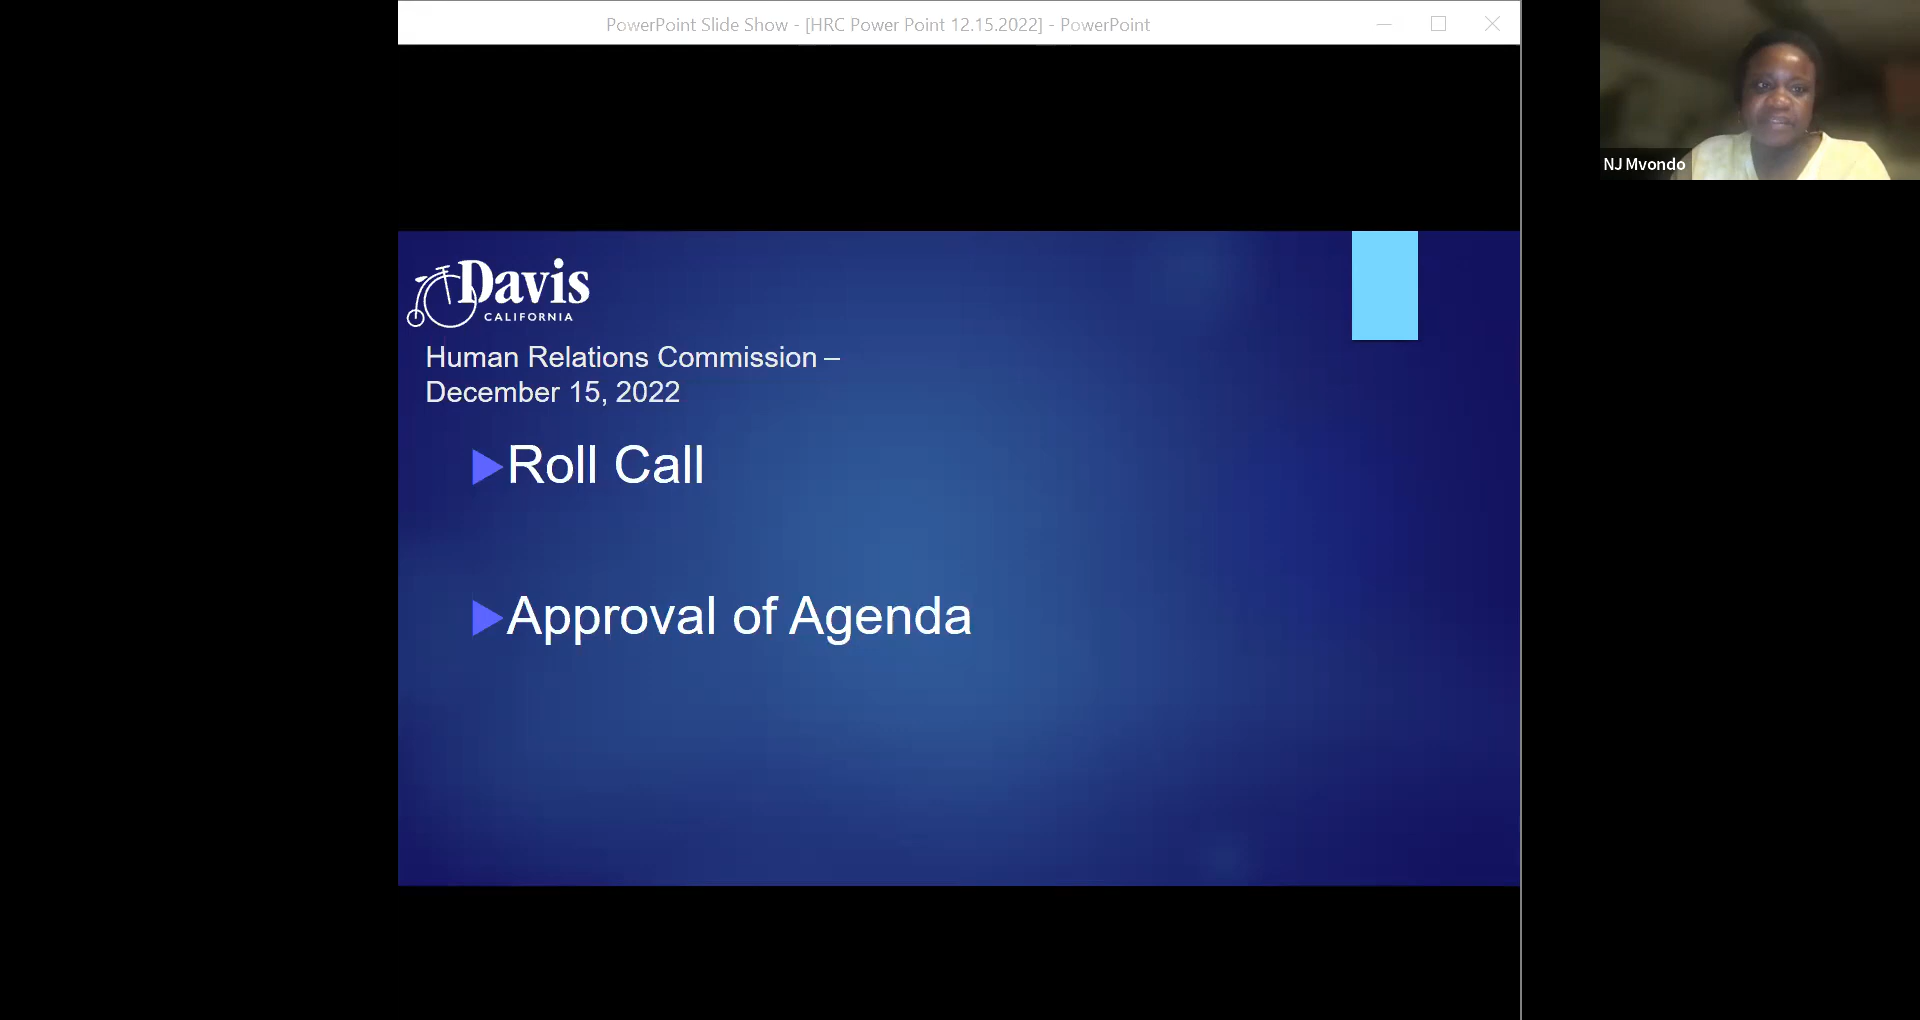 PowerPoint Slide Show - [HRC Power Point 12.15.2022] - PowerPoint
NJ Mvondo
Davis
CALIFORNIA
Human Relations Commission –
December 15, 2022
Roll Call
Approval of Agenda